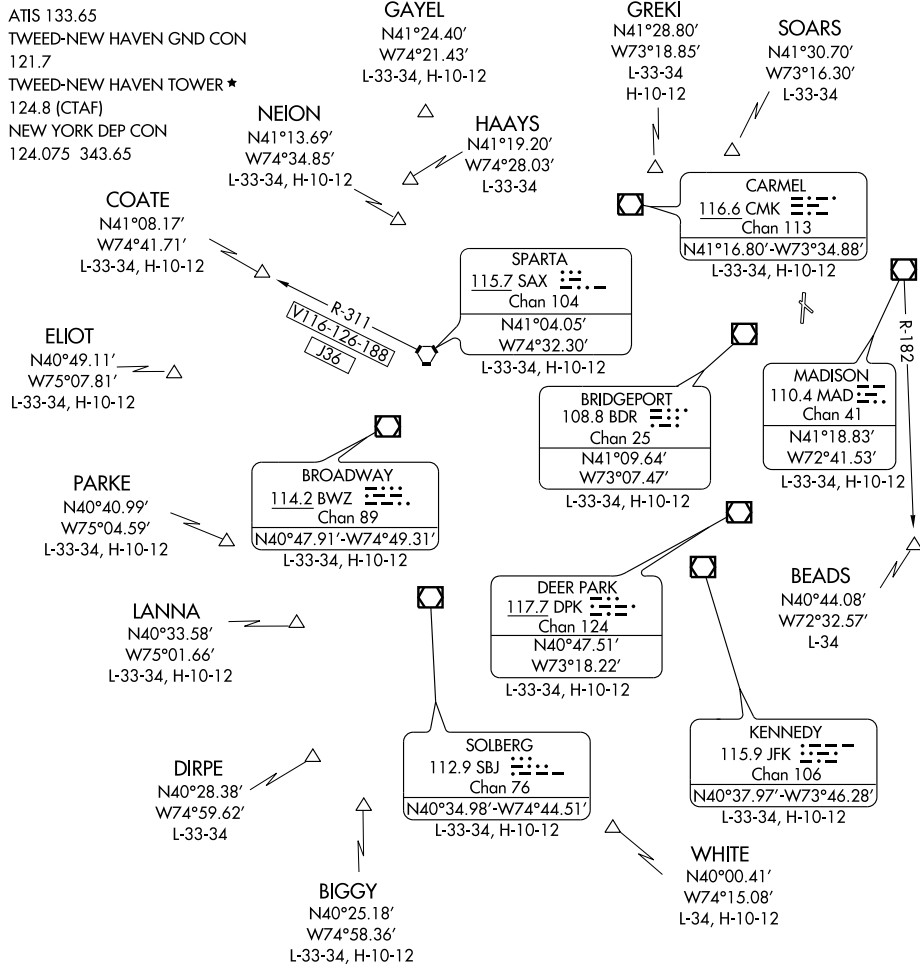 ATIS 133.65
TWEED-NEW HAVEN GND CON
121.7
TWEED-NEW HAVEN TOWER ★
124.8 (CTAF)
NEW YORK DEP CON
124.075 343.65
GAYEL
N41°24.40′
W74°21.43′
L-33-34, H-10-12
GREKI
N41°28.80′
W73°18.85′
L-33-34
H-10-12
SOARS
N41°30.70′
W73°16.30′
L-33-34
NEION
N41°13.69′
W74°34.85′
L-33-34, H-10-12
HAAYS
N41°19.20′
W74°28.03′
L-33-34
COATE
N41°08.17′
W74°41.71′
L-33-34, H-10-12
CARMEL
116.6 CMK
Chan 113
N41°16.80′-W73°34.88′
L-33-34, H-10-12
SPARTA
115.7 SAX
Chan 104
N41°04.05′
W74°32.30′
L-33-34, H-10-12
R-311
V116-126-188
J36
R-182
ELIOT
N40°49.11′
W75°07.81′
L-33-34, H-10-12
BRIDGEPORT
108.8 BDR
Chan 25
N41°09.64′
W73°07.47′
L-33-34, H-10-12
MADISON
110.4 MAD
Chan 41
N41°18.83′
W72°41.53′
L-33-34, H-10-12
BROADWAY
114.2 BWZ
Chan 89
N40°47.91′-W74°49.31′
L-33-34, H-10-12
PARKE
N40°40.99′
W75°04.59′
L-33-34, H-10-12
DEER PARK
117.7 DPK
Chan 124
N40°47.51′
W73°18.22′
L-33-34, H-10-12
BEADS
N40°44.08′
W72°32.57′
L-34
LANNA
N40°33.58′
W75°01.66′
L-33-34, H-10-12
SOLBERG
112.9 SBJ
Chan 76
N40°34.98′-W74°44.51′
L-33-34, H-10-12
KENNEDY
115.9 JFK
Chan 106
N40°37.97′-W73°46.28′
L-33-34, H-10-12
DIRPE
N40°28.38′
W74°59.62′
L-33-34
WHITE
N40°00.41′
W74°15.08′
L-34, H-10-12
BIGGY
N40°25.18′
W74°58.36′
L-33-34, H-10-12